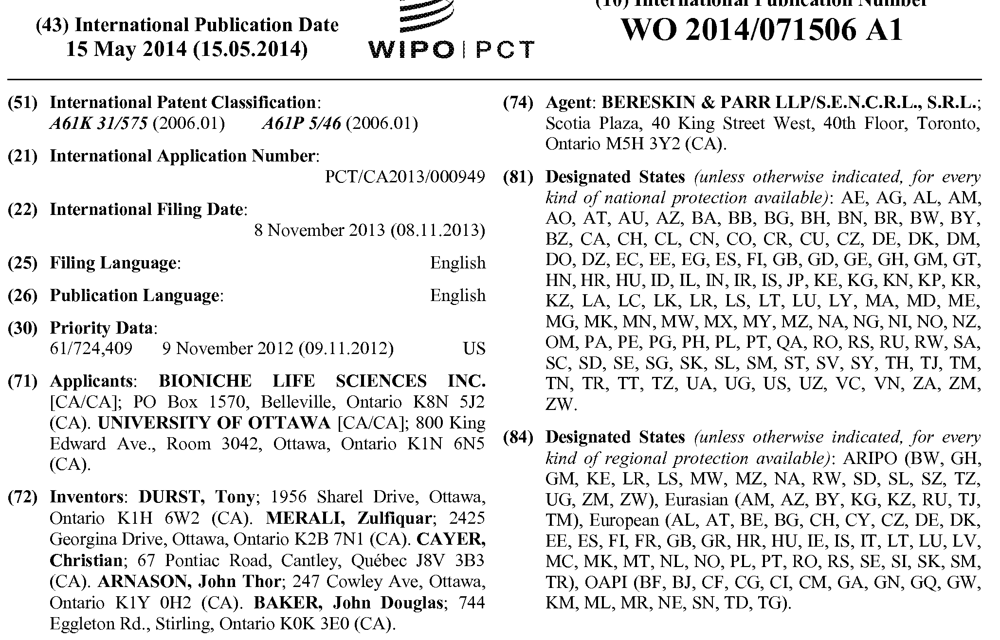 (43) International Publication Date
15 May 2014 (15.05.2014)
WIPO | PCT
(10) International Publication Number
WO 2014/071506 A1
(51) International Patent Classification:
A61K 31/575 (2006.01) A61P 5/46 (2006.01)
(21) International Application Number:
PCT/CA2013/000949
(22) International Filing Date:
8 November 2013 (08.11.2013)
(25) Filing Language: English
(26) Publication Language: English
(30) Priority Data:
61/724,409 9 November 2012 (09.11.2012) US
(71) Applicants: BIONICHE LIFE SCIENCES INC.
[CA/CA]; PO Box 1570, Belleville, Ontario K8N 5J2
(CA). UNIVERSITY OF OTTAWA [CA/CA]; 800 King
Edward Ave., Room 3042, Ottawa, Ontario K1N 6N5
(CA).
(72) Inventors: DURST, Tony; 1956 Sharel Drive, Ottawa,
Ontario K1H 6W2 (CA). MERALI, Zulfiquar; 2425
Georgina Drive, Ottawa, Ontario K2B 7N1 (CA). CAYER,
Christian; 67 Pontiac Road, Cantley, Québec J8V 3B3
(CA). ARNASON, John Thor; 247 Cowley Ave, Ottawa,
Ontario K1Y 0H2 (CA). BAKER, John Douglas; 744
Eggleton Rd., Stirling, Ontario K0K 3E0 (CA).
(74) Agent: BERESKIN & PARR LLP/S.E.N.C.R.L., S.R.L.;
Scotia Plaza, 40 King Street West, 40th Floor, Toronto,
Ontario M5H 3Y2 (CA).
(81) Designated States (unless otherwise indicated, for every
kind of national protection available): AE, AG, AL, AM,
AO, AT, AU, AZ, BA, BB, BG, BH, BN, BR, BW, BY,
BZ, CA, CH, CL, CN, CO, CR, CU, CZ, DE, DK, DM,
DO, DZ, EC, EE, EG, ES, FI, GB, GD, GE, GH, GM, GT,
HN, HR, HU, ID, IL, IN, IR, IS, JP, KE, KG, KN, KP, KR,
KZ, LA, LC, LK, LR, LS, LT, LU, LY, MA, MD, ME,
MG, MK, MN, MW, MX, MY, MZ, NA, NG, NI, NO, NZ,
OM, PA, PE, PG, PH, PL, PT, QA, RO, RS, RU, RW, SA,
SC, SD, SE, SG, SK, SL, SM, ST, SV, SY, TH, TJ, TM,
TN, TR, TT, TZ, UA, UG, US, UZ, VC, VN, ZA, ZM,
ZW.
(84) Designated States (unless otherwise indicated, for every
kind of regional protection available): ARIPO (BW, GH,
GM, KE, LR, LS, MW, MZ, NA, RW, SD, SL, SZ, TZ,
UG, ZM, ZW), Eurasian (AM, AZ, BY, KG, KZ, RU, TJ,
TM), European (AL, AT, BE, BG, CH, CY, CZ, DE, DK,
EE, ES, FI, FR, GB, GR, HR, HU, IE, IS, IT, LT, LU, LV,
MC, MK, MT, NL, NO, PL, PT, RO, RS, SE, SI, SK, SM,
TR), OAPI (BF, BJ, CF, CG, CI, CM, GA, GN, GQ, GW,
KM, ML, MR, NE, SN, TD, TG).